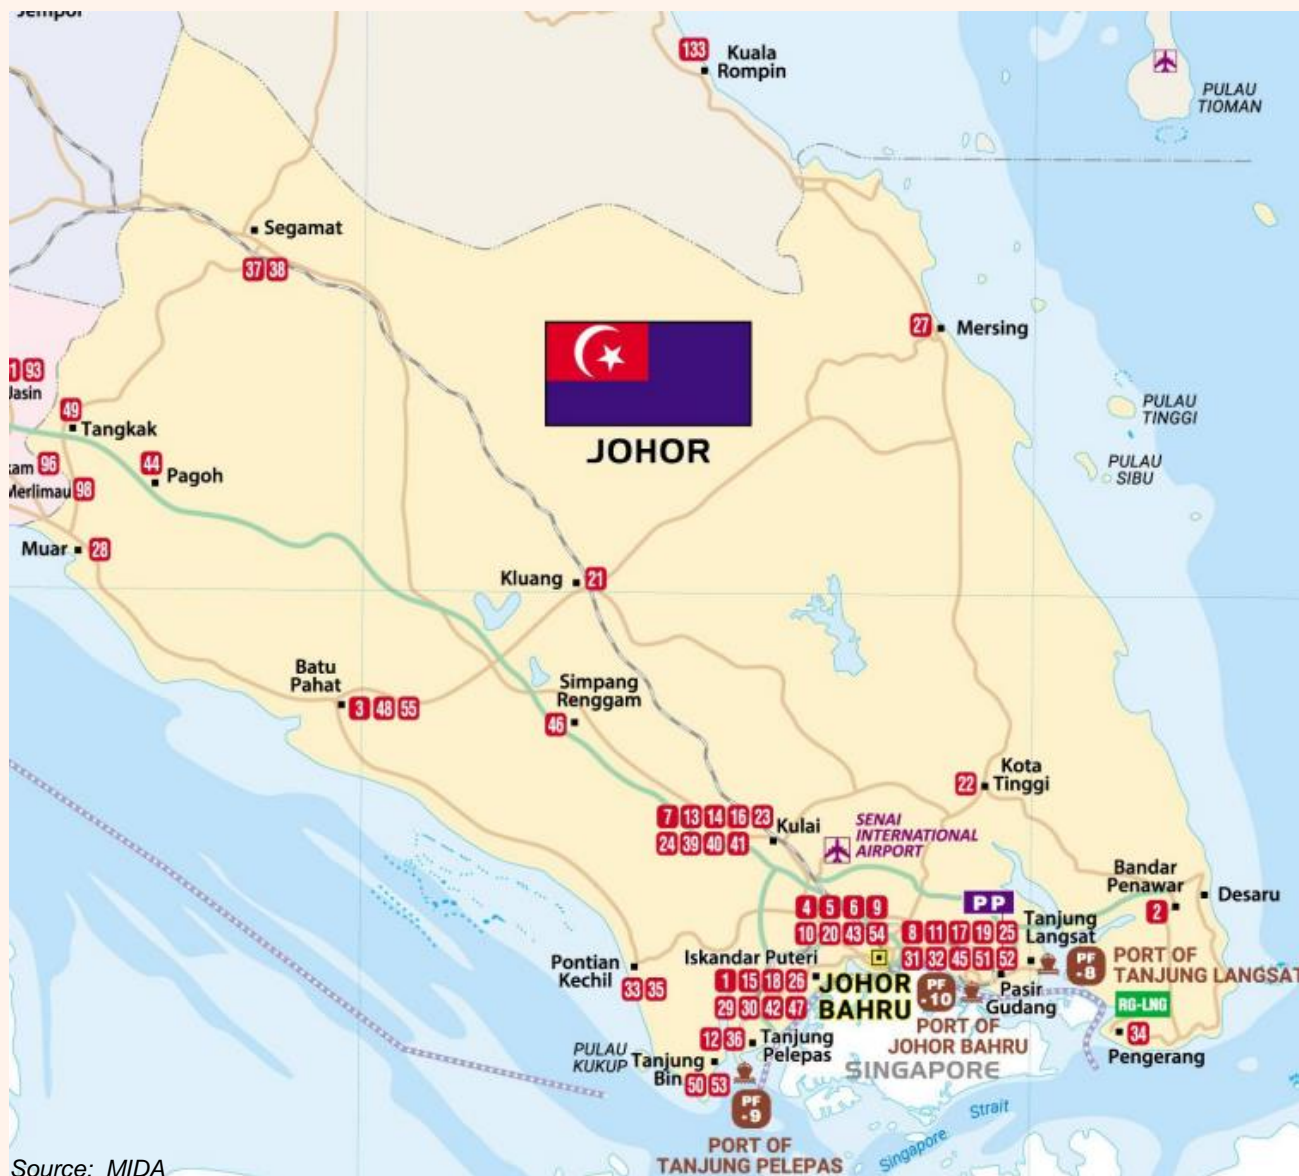 Jempol
133
Kuala
Rompin
PULAU
TIOMAN
Segamat
37 38
27
Mersing
JOHOR
1 93
Jasin
49
Tangkak
PULAU
TINGGI
PULAU
SIBU
96
44
Pagoh
Merlimau 98
Muar
28
Kluang
21
Batu
Pahat
3 48 55
Simpang
Renggam
46
Kota
Tinggi
22
7 13 14 16 23
24 39 40 41
Kulai
SENAI
INTERNATIONAL
AIRPORT
Bandar
Penawar
2
Desaru
4 5 6 9
10 20 43 54
PP
8 11 17 19 25
31 32 45 51 52
Tanjung
Langsat
PF
-8
PORT OF
TANJUNG LANGSAT
Pontian
Kechil
33 35
Iskandar Puteri
1 15 18 26
29 30 42 47
JOHOR
BAHRU
PF
-10
Pasir
Gudang
PORT OF
JOHOR BAHRU
RG-LNG
34
Pengerang
12 36
Tanjung
Pelepas
PULAU
KUKUP
Tanjung
Bin
50 53
SINGAPORE
PF
-9
PORT OF
TANJUNG PELEPAS
Singapore Strait
Source: MIDA